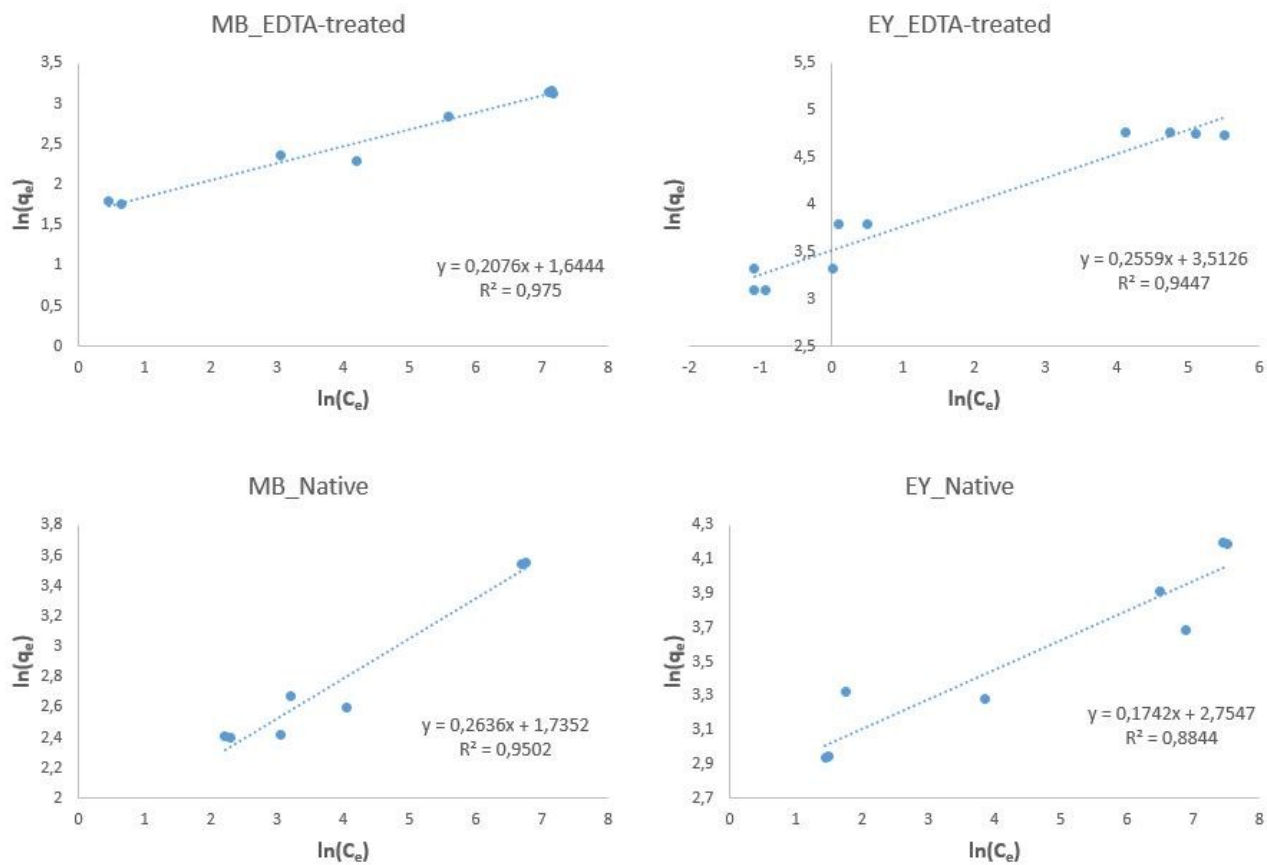 MB_EDTA-treated
3,5
3
2,5
2
1,5
1
0,5
0
ln(qₑ)
y = 0,2076x + 1,6444
R² = 0,975
0 1 2 3 4 5 6 7 8
ln(Cₑ)
EY_EDTA-treated
5,5
5
4,5
4
3,5
3
2,5
ln(qₑ)
y = 0,2559x + 3,5126
R² = 0,9447
-2 -1 0 1 2 3 4 5 6
ln(Cₑ)
MB_Native
3,8
3,6
3,4
3,2
3
2,8
2,6
2,4
2,2
2
ln(qₑ)
y = 0,2636x + 1,7352
R² = 0,9502
0 1 2 3 4 5 6 7 8
ln(Cₑ)
EY_Native
4,3
4,1
3,9
3,7
3,5
3,3
3,1
2,9
2,7
ln(qₑ)
y = 0,1742x + 2,7547
R² = 0,8844
0 1 2 3 4 5 6 7 8
ln(Cₑ)